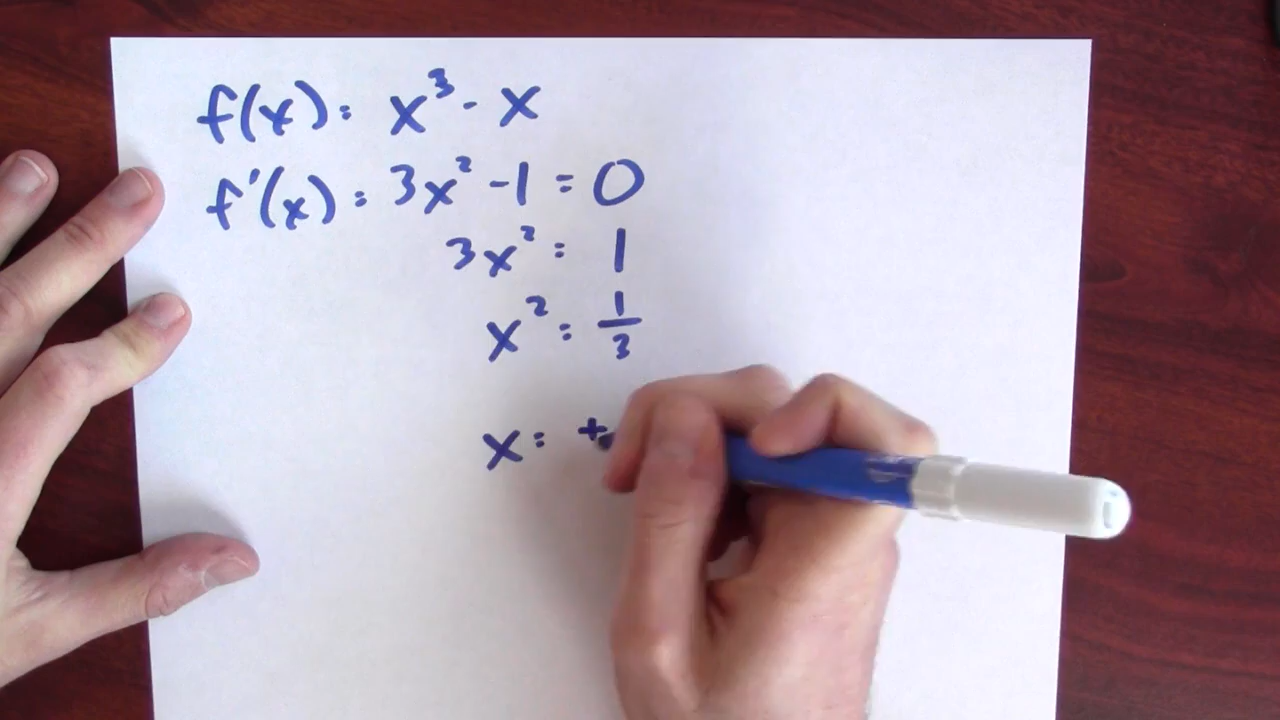 f(x) = x³ - x
f'(x) = 3x² - 1 = 0
3x² = 1
x² = 1/3
x = +